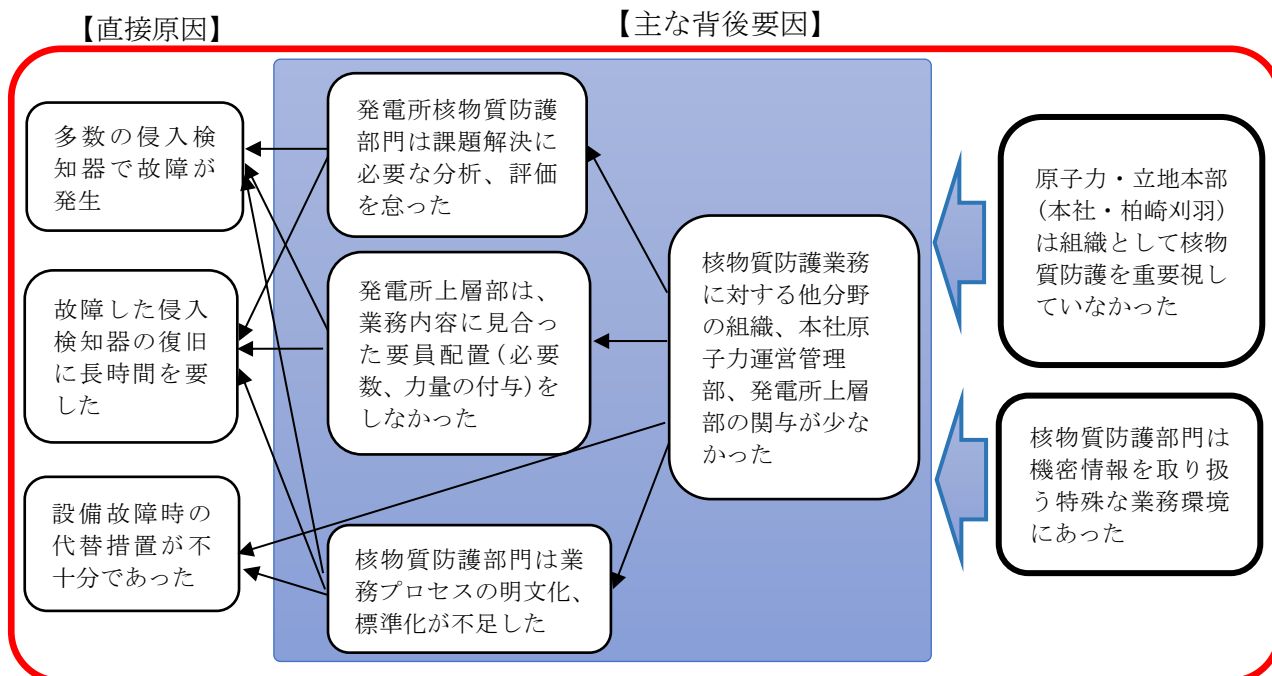 【直接原因】
【主な背後要因】
多数の侵入検
知器で故障が
発生
故障した侵入
検知器の復旧
に長時間を要
した
設備故障時の
代替措置が不
十分であった
発電所核物質防護
部門は課題解決に
必要な分析、評価
を怠った
発電所上層部は、
業務内容に見合っ
た要員配置(必要
数、力量の付与)を
しなかった
核物質防護部門は業
務プロセスの明文化、
標準化が不足した
核物質防護業務
に対する他分野
の組織、本社原
子力運営管理
部、発電所上層
部の関与が少な
かった
原子力・立地本部
(本社・柏崎刈羽)
は組織として核物
質防護を重要視し
ていなかった
核物質防護部門は
機密情報を取り扱
う特殊な業務環境
にあった